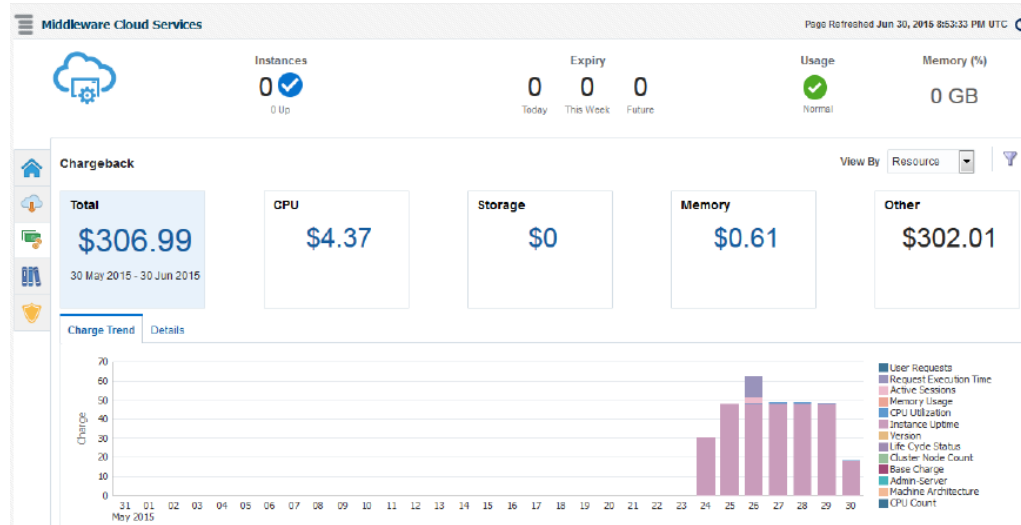 Middleware Cloud Services
Page Refreshed Jun 30, 2015 8:53:33 PM UTC
Instances
0
0 Up
Expiry
0 0 0
Today This Week Future
Usage
Normal
Memory (%)
0 GB
Chargeback
View By Resource
Total
$306.99
30 May 2015 - 30 Jun 2015
CPU
$4.37
Storage
$0
Memory
$0.61
Other
$302.01
Charge Trend Details
Charge
70
60
50
40
30
20
10
0
31 01 02 03 04 05 06 07 08 09 10 11 12 13 14 15 16 17 18 19 20 21 22 23 24 25 26 27 28 29 30
May 2015
User Requests
Request Execution Time
Active Sessions
Memory Usage
CPU Utilization
Instance Uptime
Version
Life Cycle Status
Cluster Node Count
Base Charge
Admin-Server
Machine Architecture
CPU Count